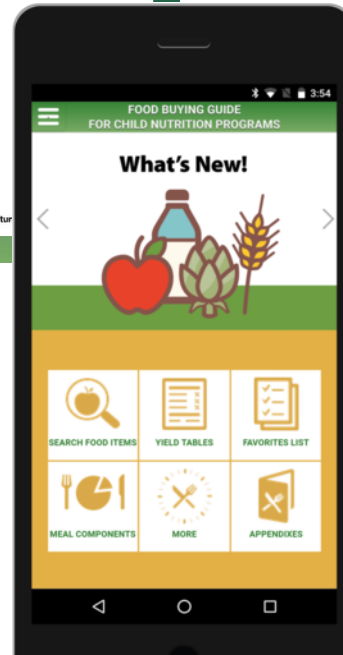 3:54
FOOD BUYING GUIDE
FOR CHILD NUTRITION PROGRAMS
What's New!
tur
SEARCH FOOD ITEMS
YIELD TABLES
FAVORITES LIST
MEAL COMPONENTS
MORE
APPENDIXES